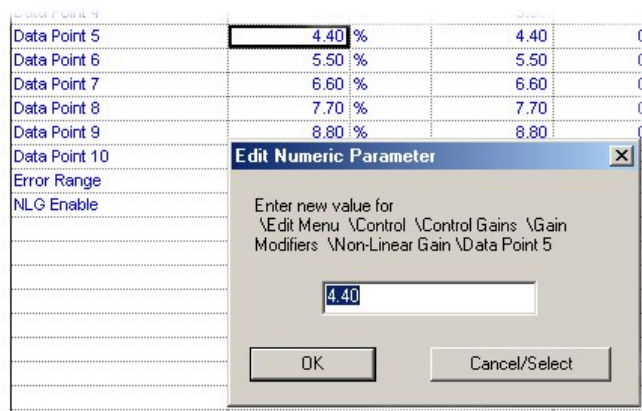 Data Point 5 4.40 % 4.40
Data Point 6 5.50 % 5.50
Data Point 7 6.60 % 6.60
Data Point 8 7.70 % 7.70
Data Point 9 8.80 % 8.80
Data Point 10
Error Range
NLG Enable
Edit Numeric Parameter
Enter new value for
\Edit Menu \Control \Control Gains \Gain
Modifiers \Non-Linear Gain \Data Point 5
4.40
OK Cancel/Select